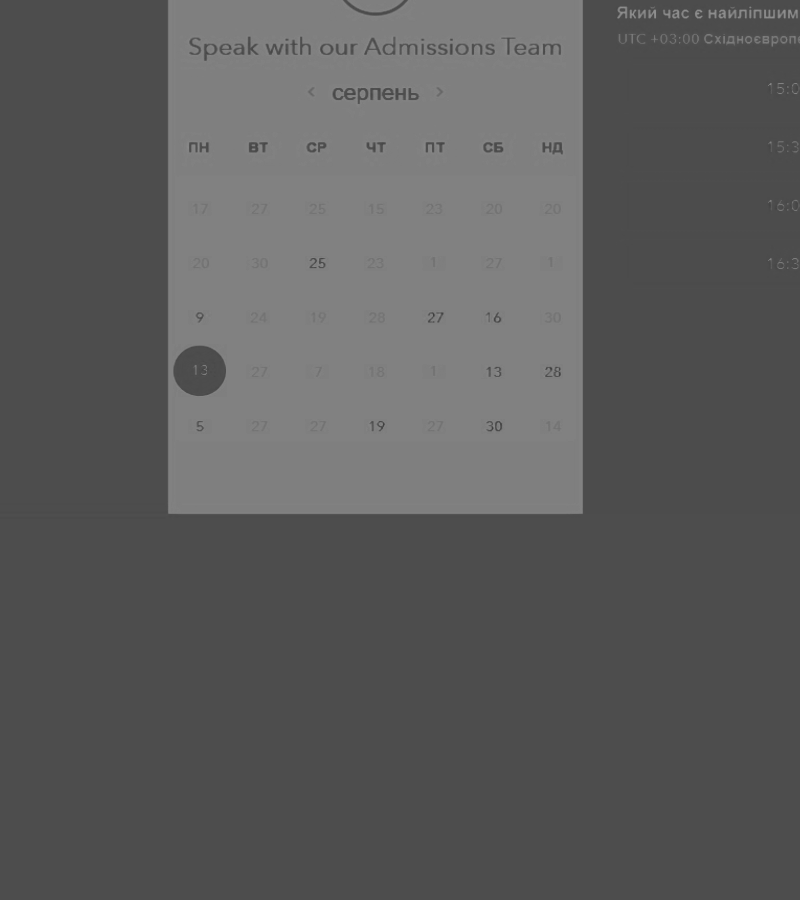 Speak with our Admissions Team
серпень
ПН ВТ СР ЧТ ПТ СБ НД
17 27 25 15 23 20 20
20 30 25 23 1 27 1
9 24 19 28 27 16 30
13 27 7 18 1 13 28
5 27 27 19 27 30 14
Який час є найліпшим
UTC +03:00 Східноєвропе
15:0
15:3
16:0
16:3